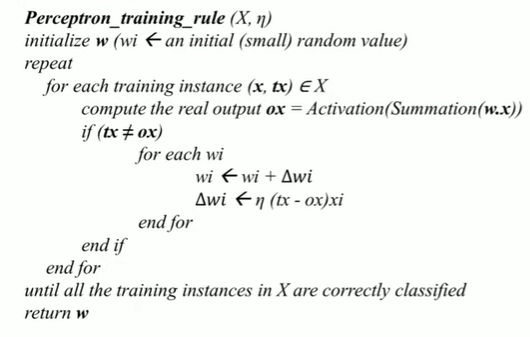 Perceptron_training_rule (X, η)
initialize w (wi ← an initial (small) random value)
repeat
for each training instance (x, tx) ∈ X
compute the real output ox = Activation(Summation(w.x))
if (tx ≠ ox)
for each wi
wi ← wi + Δwi
Δwi ← η (tx - ox)xi
end for
end if
end for
until all the training instances in X are correctly classified
return w